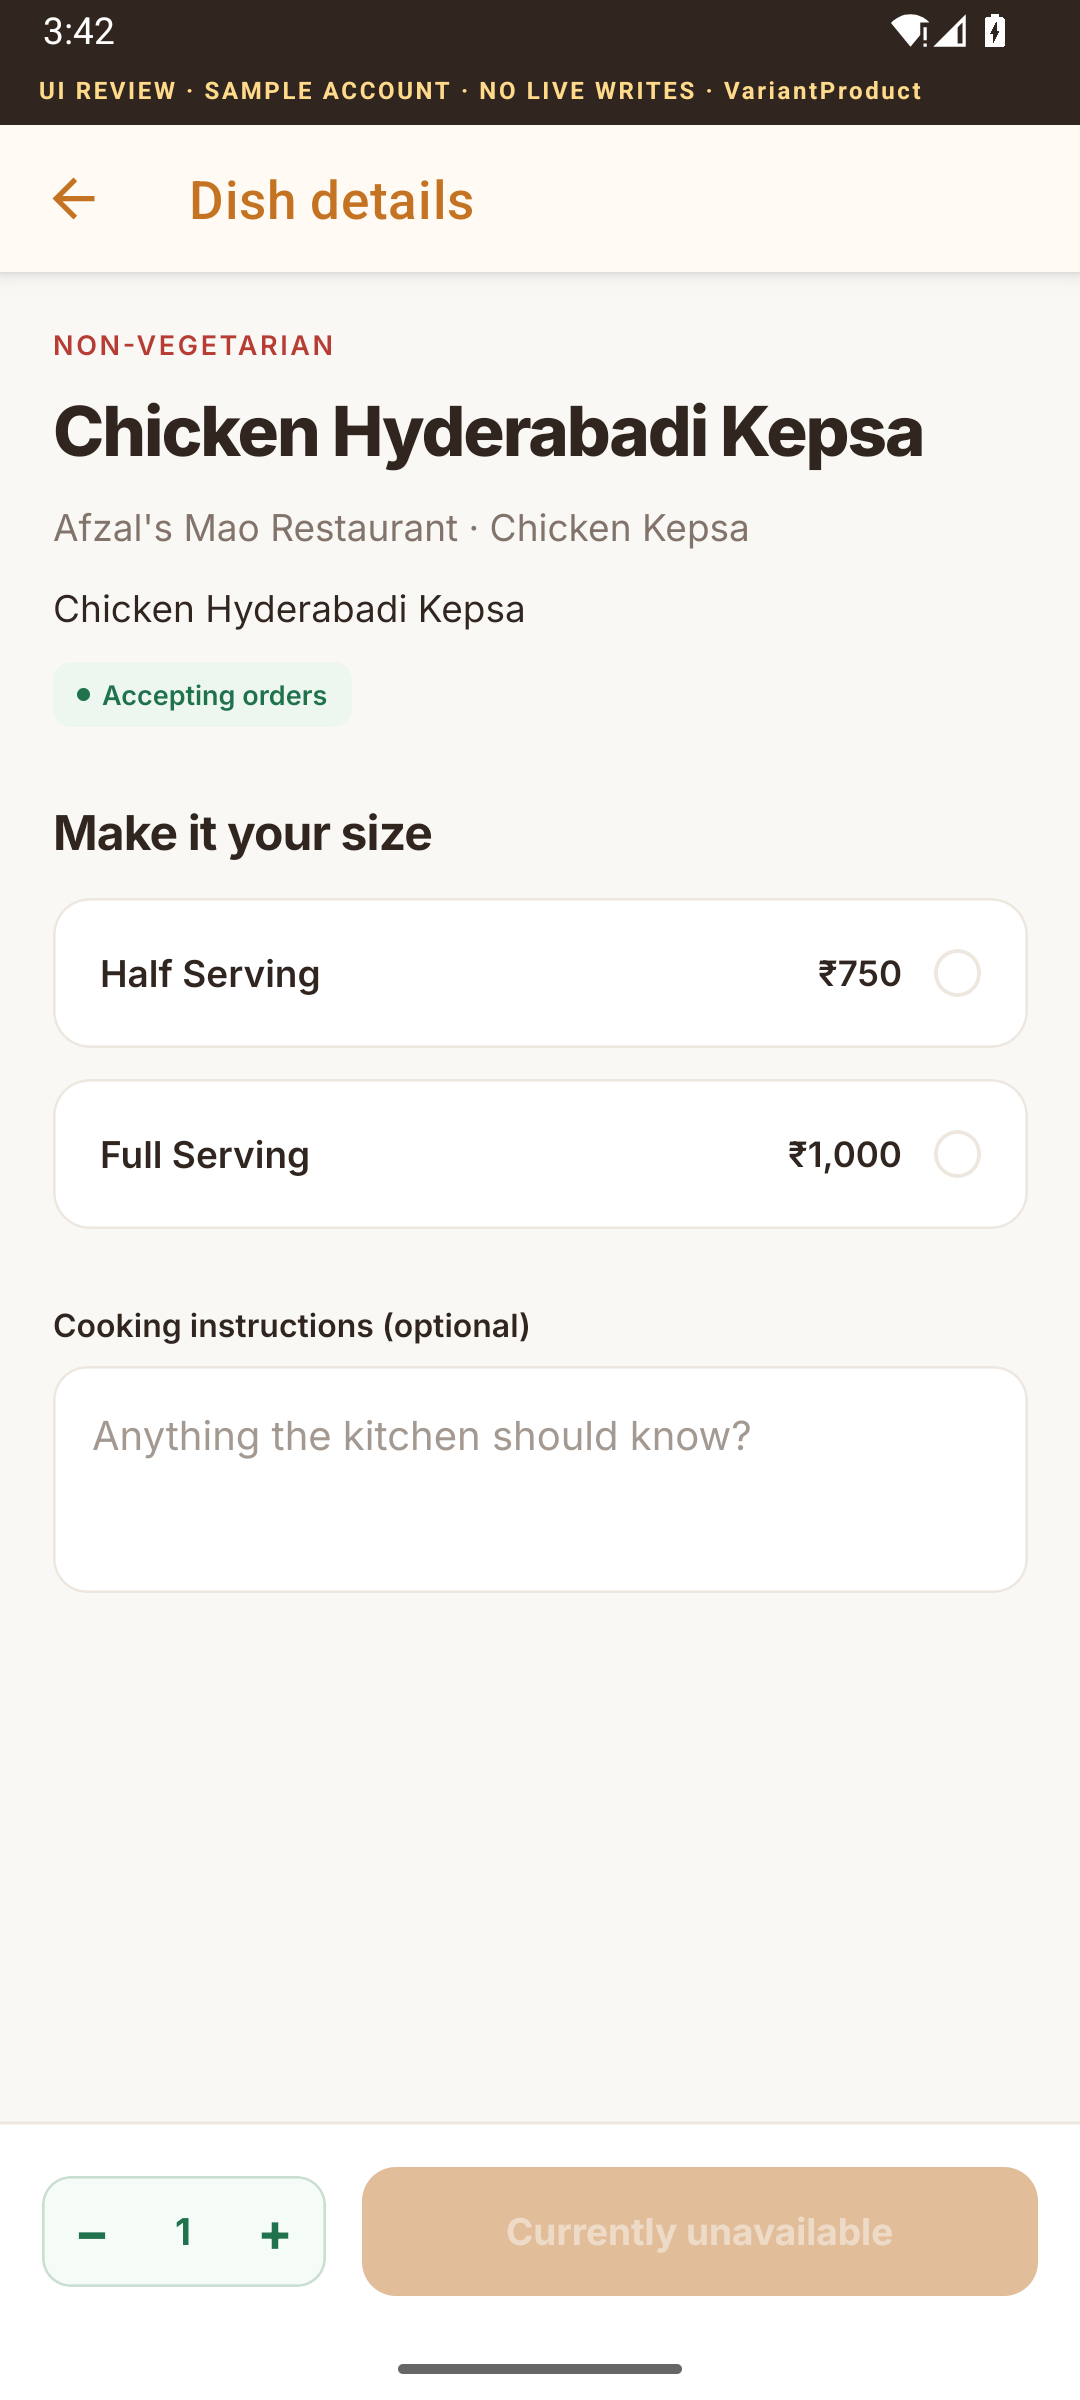 3:42
UI REVIEW · SAMPLE ACCOUNT · NO LIVE WRITES · VariantProduct
Dish details
NON-VEGETARIAN
Chicken Hyderabadi Kepsa
Afzal's Mao Restaurant · Chicken Kepsa
Chicken Hyderabadi Kepsa
Accepting orders
Make it your size
Half Serving ₹750
Full Serving ₹1,000
Cooking instructions (optional)
Anything the kitchen should know?
− 1 + Currently unavailable